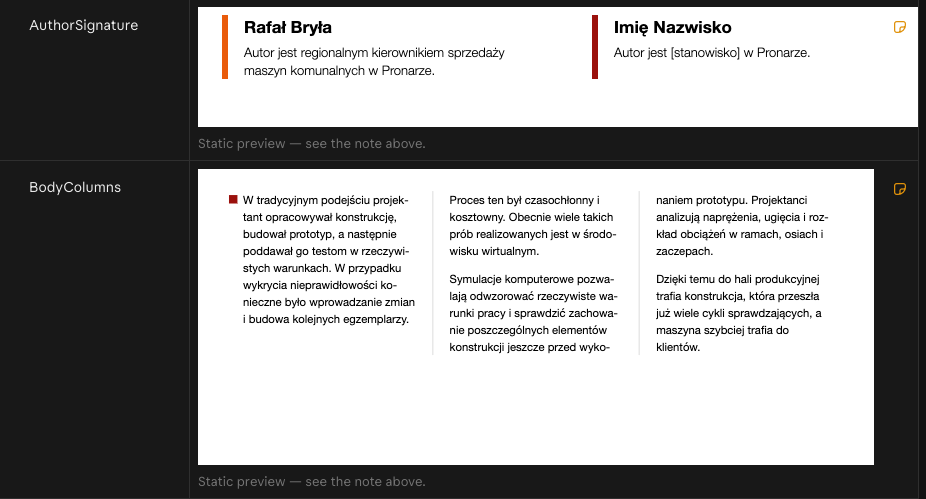 AuthorSignature
Rafał Bryła
Autor jest regionalnym kierownikiem sprzedaży
maszyn komunalnych w Pronarze.
Imię Nazwisko
Autor jest [stanowisko] w Pronarze.
Static preview — see the note above.
BodyColumns
W tradycyjnym podejściu projek-
tant opracowywał konstrukcję,
budował prototyp, a następnie
poddawał go testom w rzeczywi-
stych warunkach. W przypadku
wykrycia nieprawidłowości ko-
nieczne było wprowadzanie zmian
i budowa kolejnych egzemplarzy.
Proces ten był czasochłonny i
kosztowny. Obecnie wiele takich
prób realizowanych jest w środo-
wisku wirtualnym.
Symulacje komputerowe pozwa-
lają odwzorować rzeczywiste wa-
runki pracy i sprawdzić zachowa-
nie poszczególnych elementów
konstrukcji jeszcze przed wyko-
naniem prototypu. Projektanci
analizują naprężenia, ugięcia i roz-
kład obciążeń w ramach, osiach i
zaczepach.
Dzięki temu do hali produkcyjnej
trafia konstrukcja, która przeszła
już wiele cykli sprawdzających, a
maszyna szybciej trafia do
klientów.
Static preview — see the note above.